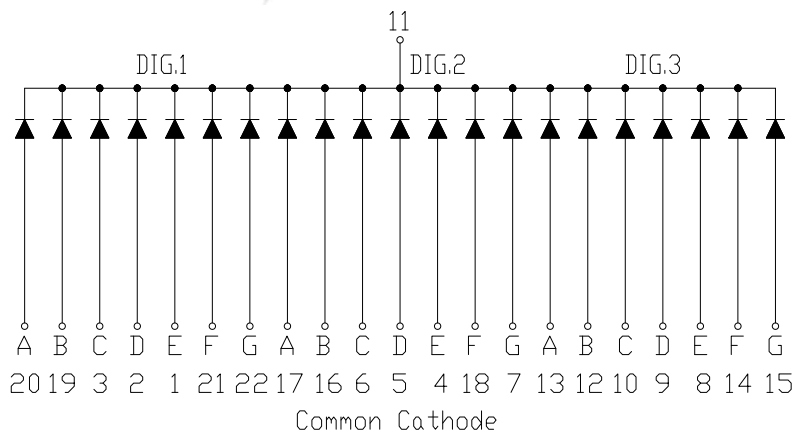 11
DIG.1 DIG.2 DIG.3
A B C D E F G A B C D E F G A B C D E F G
20 19 3 2 1 21 22 17 16 6 5 4 18 7 13 12 10 9 8 14 15
Common Cathode